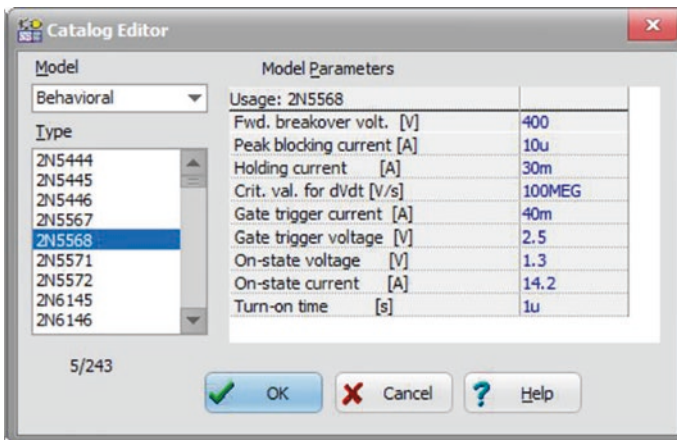 Catalog Editor
Model
Behavioral
Type
2N5444
2N5445
2N5446
2N5567
2N5568
2N5571
2N5572
2N6145
2N6146
5/243
Model Parameters
Usage: 2N5568
Fwd. breakover volt. [V] 400
Peak blocking current [A] 10u
Holding current [A] 30m
Crit. val. for dVdt [V/s] 100MEG
Gate trigger current [A] 40m
Gate trigger voltage [V] 2.5
On-state voltage [V] 1.3
On-state current [A] 14.2
Turn-on time [s] 1u
OK Cancel ? Help